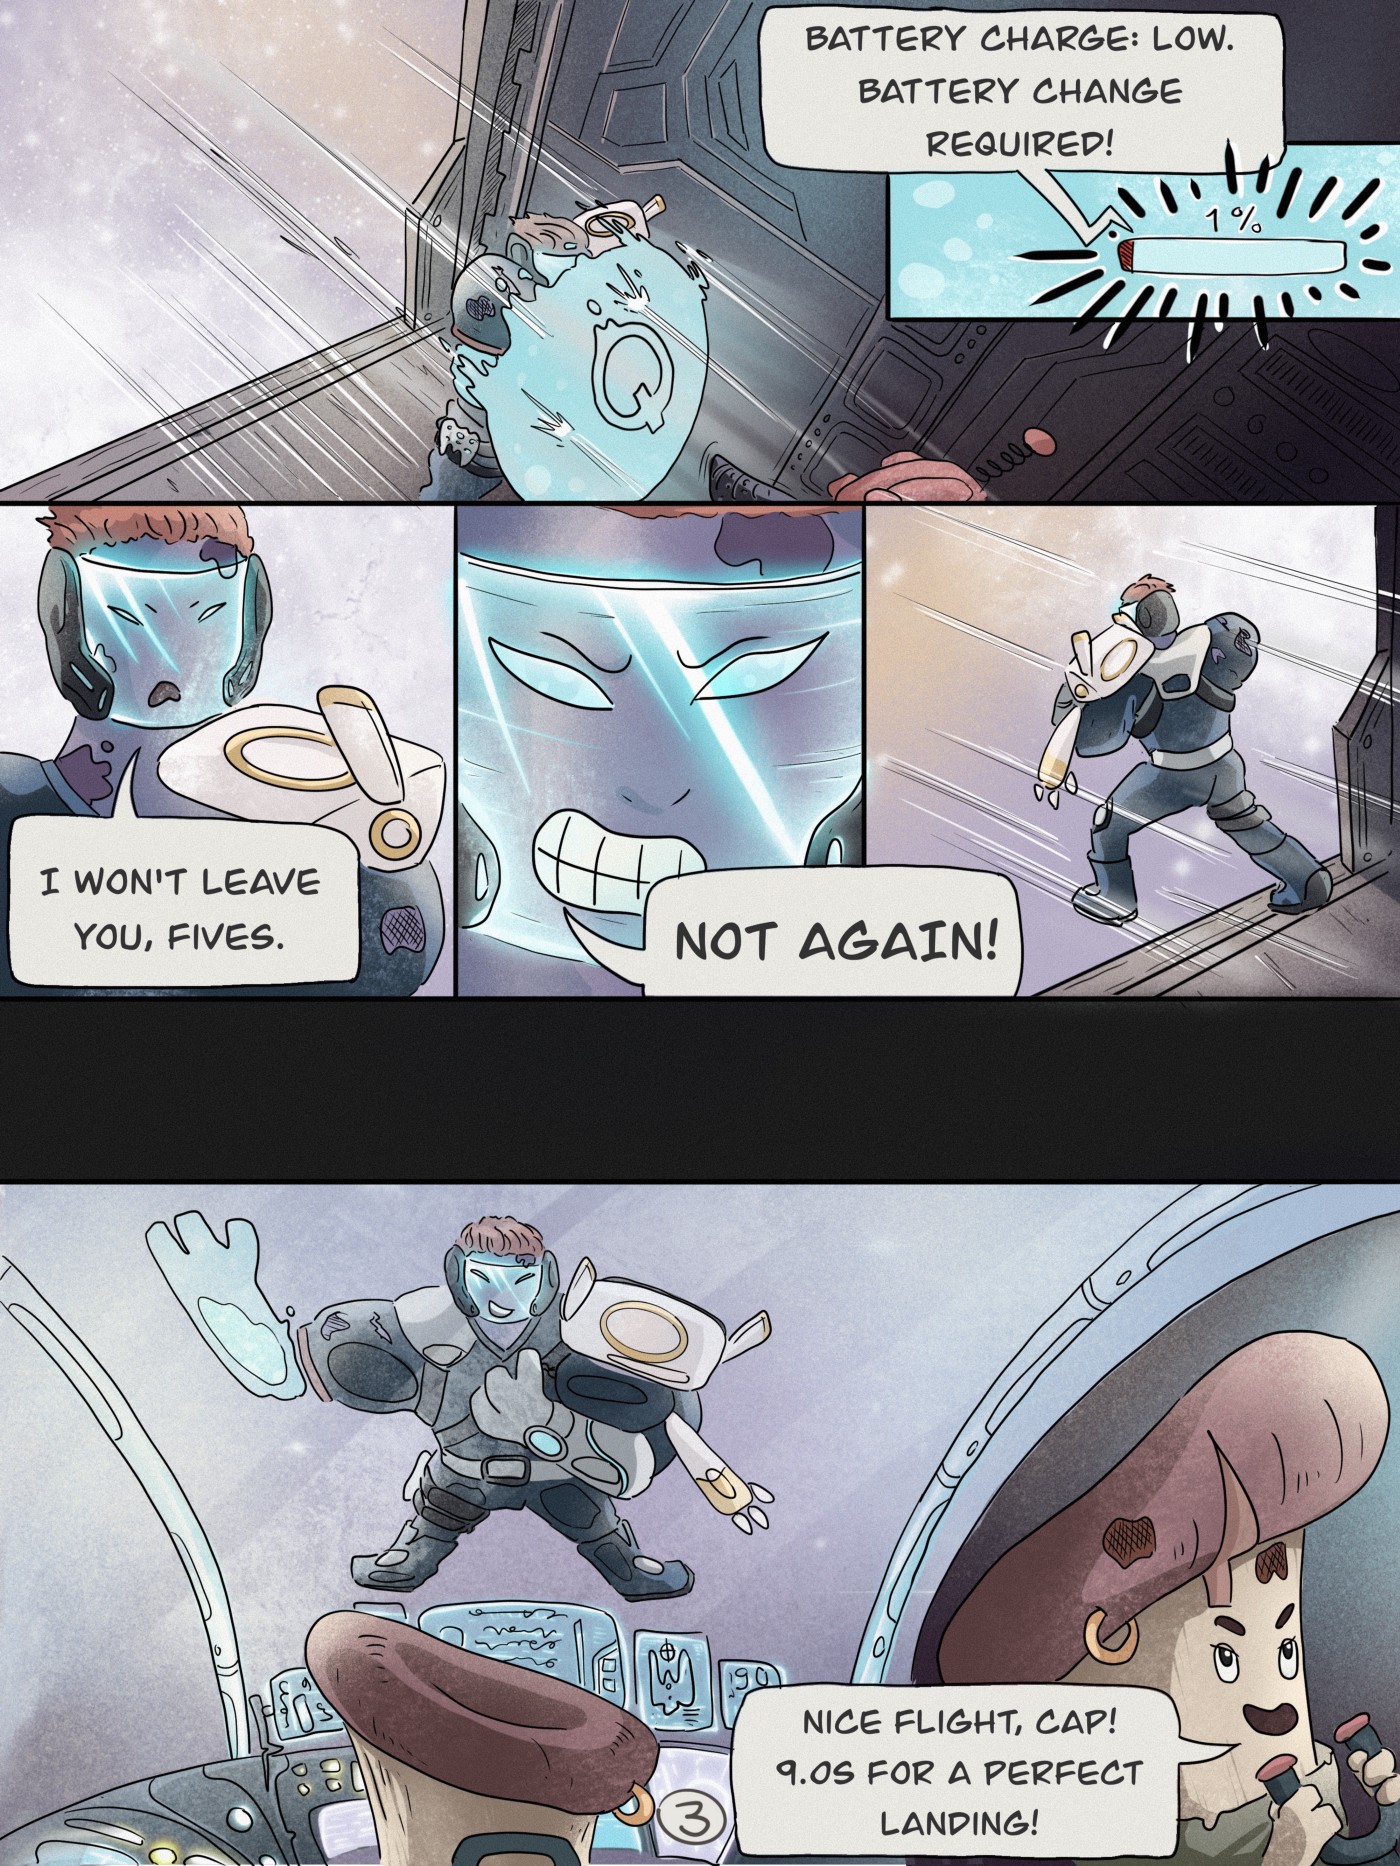 BATTERY CHARGE: LOW.
BATTERY CHANGE
REQUIRED!
1%
Q
I WON'T LEAVE
YOU, FIVES.
NOT AGAIN!
NICE FLIGHT, CAP!
9.0S FOR A PERFECT
LANDING!
3